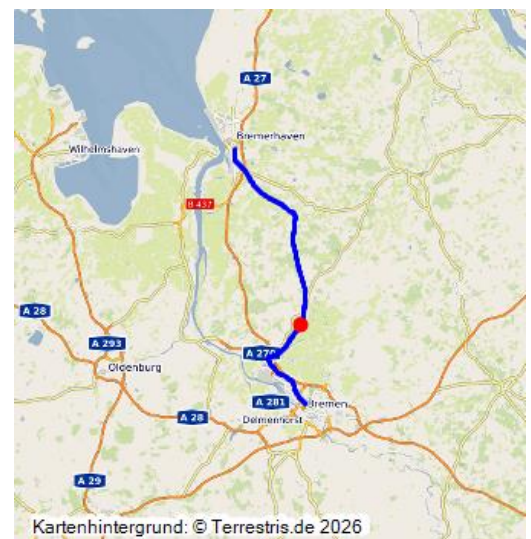 A 27
Bremerhaven
Wilhelmshaven
B 437
A 28
A 293
A 270
Oldenburg
A 281
Bremen
A 28
Delmenhorst
A 29
Kartenhintergrund: © Terrestris.de 2026